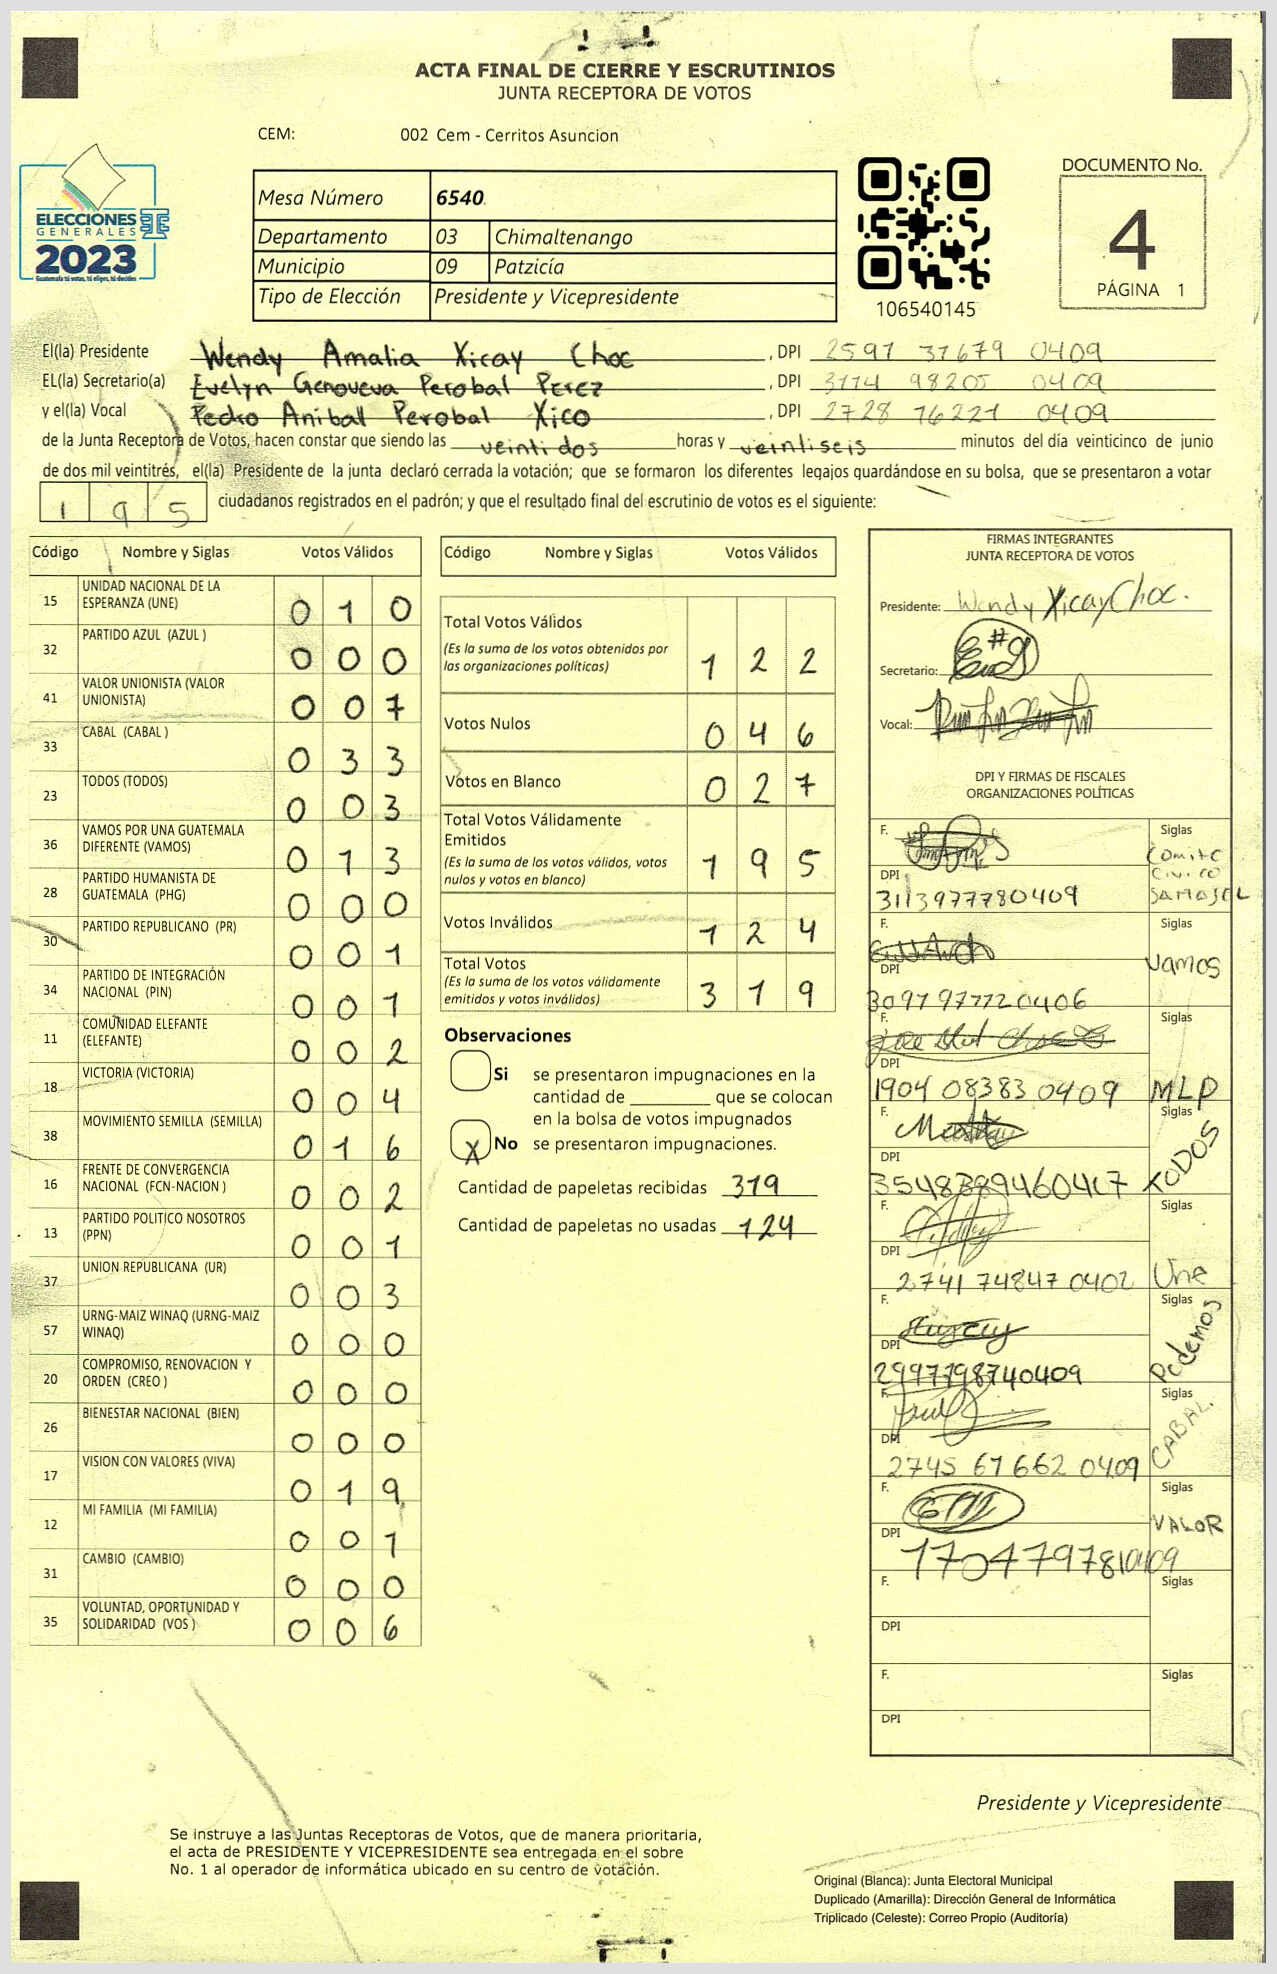 ACTA FINAL DE CIERRE Y ESCRUTINIOS
JUNTA RECEPTORA DE VOTOS
CEM: 002 Cem - Cerritos Asuncion
ELECCIONES
GENERALES
2023
Guatemala tú votas, tú eliges, tú decides
Mesa Número 6540
Departamento 03 Chimaltenango
Municipio 09 Patzicía
Tipo de Elección Presidente y Vicepresidente
106540145
DOCUMENTO No.
4
PÁGINA 1
El(la) Presidente Wendy Amalia Xicay Choc, DPI 2597 37679 0409
EL(la) Secretario(a) Evelyn Genoveva Perobal Perez, DPI 3114 98205 0409
y el(la) Vocal Pedro Anibal Perobal Xico, DPI 2728 76221 0409
de la Junta Receptora de Votos, hacen constar que siendo las veintidos horas y veintiseis minutos del día veinticinco de junio
de dos mil veintitrés, el(la) Presidente de la junta declaró cerrada la votación; que se formaron los diferentes legajos guardándose en su bolsa, que se presentaron a votar
195 ciudadanos registrados en el padrón; y que el resultado final del escrutinio de votos es el siguiente:
Código Nombre y Siglas Votos Válidos
15 UNIDAD NACIONAL DE LA ESPERANZA (UNE) 0 1 0
32 PARTIDO AZUL (AZUL ) 0 0 0
41 VALOR UNIONISTA (VALOR UNIONISTA) 0 0 7
33 CABAL (CABAL ) 0 3 3
23 TODOS (TODOS) 0 0 3
36 VAMOS POR UNA GUATEMALA DIFERENTE (VAMOS) 0 1 3
28 PARTIDO HUMANISTA DE GUATEMALA (PHG) 0 0 0
30 PARTIDO REPUBLICANO (PR) 0 0 1
34 PARTIDO DE INTEGRACIÓN NACIONAL (PIN) 0 0 1
11 COMUNIDAD ELEFANTE (ELEFANTE) 0 0 2
18 VICTORIA (VICTORIA) 0 0 4
38 MOVIMIENTO SEMILLA (SEMILLA) 0 1 6
16 FRENTE DE CONVERGENCIA NACIONAL (FCN-NACION ) 0 0 2
13 PARTIDO POLITICO NOSOTROS (PPN) 0 0 1
37 UNION REPUBLICANA (UR) 0 0 3
57 URNG-MAIZ WINAQ (URNG-MAIZ WINAQ) 0 0 0
20 COMPROMISO, RENOVACION Y ORDEN (CREO ) 0 0 0
26 BIENESTAR NACIONAL (BIEN) 0 0 0
17 VISION CON VALORES (VIVA) 0 1 9
12 MI FAMILIA (MI FAMILIA) 0 0 1
31 CAMBIO (CAMBIO) 0 0 0
35 VOLUNTAD, OPORTUNIDAD Y SOLIDARIDAD (VOS ) 0 0 6
Código Nombre y Siglas Votos Válidos
Total Votos Válidos
(Es la suma de los votos obtenidos por
las organizaciones políticas) 1 2 2
Votos Nulos 0 4 6
Votos en Blanco 0 2 7
Total Votos Válidamente
Emitidos
(Es la suma de los votos válidos, votos
nulos y votos en blanco) 1 9 5
Votos Inválidos 1 2 4
Total Votos
(Es la suma de los votos válidamente
emitidos y votos inválidos) 3 1 9
Observaciones
Si se presentaron impugnaciones en la
cantidad de ________ que se colocan
en la bolsa de votos impugnados
X No se presentaron impugnaciones.
Cantidad de papeletas recibidas 319
Cantidad de papeletas no usadas 124
FIRMAS INTEGRANTES
JUNTA RECEPTORA DE VOTOS
Presidente: Wendy Xicay Choc.
Secretario:
Vocal:
DPI Y FIRMAS DE FISCALES
ORGANIZACIONES POLÍTICAS
F. Siglas
DPI 3113977780409 Comite Civico SAMAJEL
F. Siglas
DPI 3097977720406 Vamos
F. Siglas
DPI 1904 08383 0409 MLP
F. Siglas
DPI 3548389460417 TODOS
F. Siglas
DPI 2741 74847 0402 Une
F. Siglas
DPI 2997798740409 Podemos
F. Siglas
DPI 2745 67662 0409 CABAL.
F. Siglas
DPI 1704797810409 VALOR
F. Siglas
DPI
F. Siglas
DPI
Presidente y Vicepresidente
Se instruye a las Juntas Receptoras de Votos, que de manera prioritaria,
el acta de PRESIDENTE Y VICEPRESIDENTE sea entregada en el sobre
No. 1 al operador de informática ubicado en su centro de votación.
Original (Blanca): Junta Electoral Municipal
Duplicado (Amarilla): Dirección General de Informática
Triplicado (Celeste): Correo Propio (Auditoría)